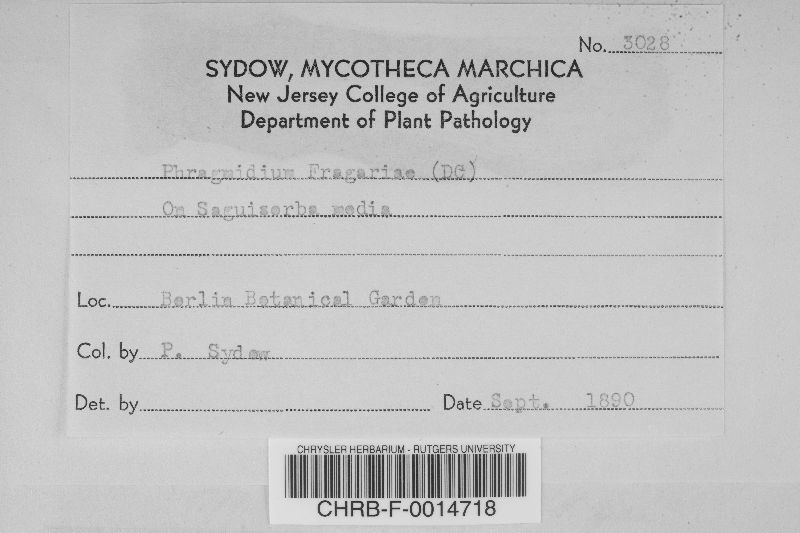 No. 3028
SYDOW, MYCOTHECA MARCHICA
New Jersey College of Agriculture
Department of Plant Pathology
Phragmidium Fragariae (DC)
On Saguisorba media
Loc. Berlin Botanical Garden
Col. by P. Sydow
Det. by
Date Sept. 1890
CHRYSLER HERBARIUM - RUTGERS UNIVERSITY
CHRB-F-0014718